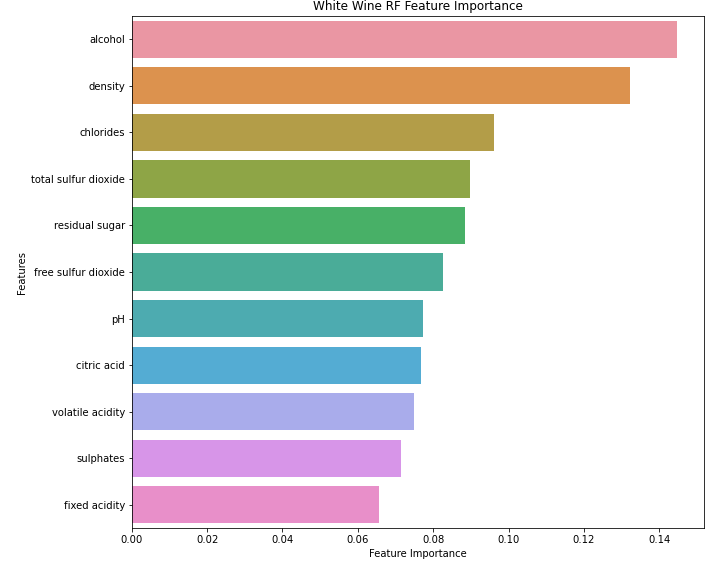 White Wine RF Feature Importance
alcohol
density
chlorides
total sulfur dioxide
residual sugar
free sulfur dioxide
pH
citric acid
volatile acidity
sulphates
fixed acidity
Features
0.00 0.02 0.04 0.06 0.08 0.10 0.12 0.14
Feature Importance